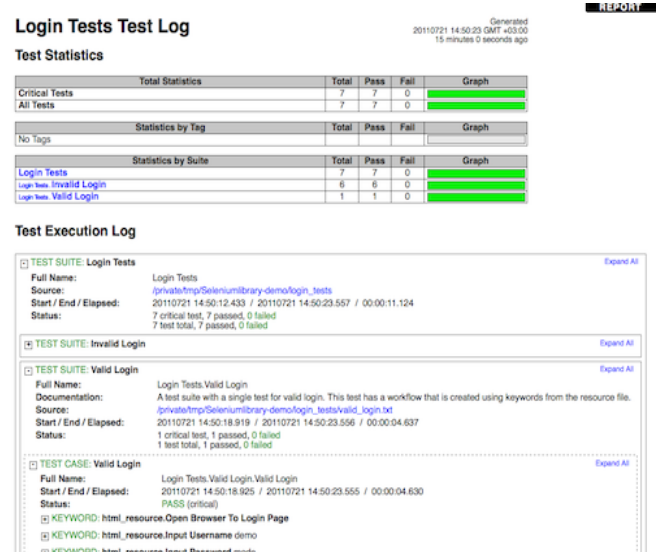 REPORT
Login Tests Test Log
Generated
20110721 14:50:23 GMT +03:00
15 minutes 0 seconds ago
Test Statistics
Total Statistics Total Pass Fail Graph
Critical Tests 7 7 0
All Tests 7 7 0
Statistics by Tag Total Pass Fail Graph
No Tags
Statistics by Suite Total Pass Fail Graph
Login Tests 7 7 0
Login Tests. Invalid Login 6 6 0
Login Tests. Valid Login 1 1 0
Test Execution Log
TEST SUITE: Login Tests Expand All
Full Name: Login Tests
Source: /private/tmp/Seleniumlibrary-demo/login_tests
Start / End / Elapsed: 20110721 14:50:12.433 / 20110721 14:50:23.557 / 00:00:11.124
Status: 7 critical test, 7 passed, 0 failed
7 test total, 7 passed, 0 failed
TEST SUITE: Invalid Login Expand All
TEST SUITE: Valid Login Expand All
Full Name: Login Tests.Valid Login
Documentation: A test suite with a single test for valid login. This test has a workflow that is created using keywords from the resource file.
Source: /private/tmp/Seleniumlibrary-demo/login_tests/valid_login.txt
Start / End / Elapsed: 20110721 14:50:18.919 / 20110721 14:50:23.556 / 00:00:04.637
Status: 1 critical test, 1 passed, 0 failed
1 test total, 1 passed, 0 failed
TEST CASE: Valid Login Expand All
Full Name: Login Tests.Valid Login.Valid Login
Start / End / Elapsed: 20110721 14:50:18.925 / 20110721 14:50:23.555 / 00:00:04.630
Status: PASS (critical)
KEYWORD: html_resource.Open Browser To Login Page
KEYWORD: html_resource.Input Username demo
KEYWORD: html_resource.Input Password mode